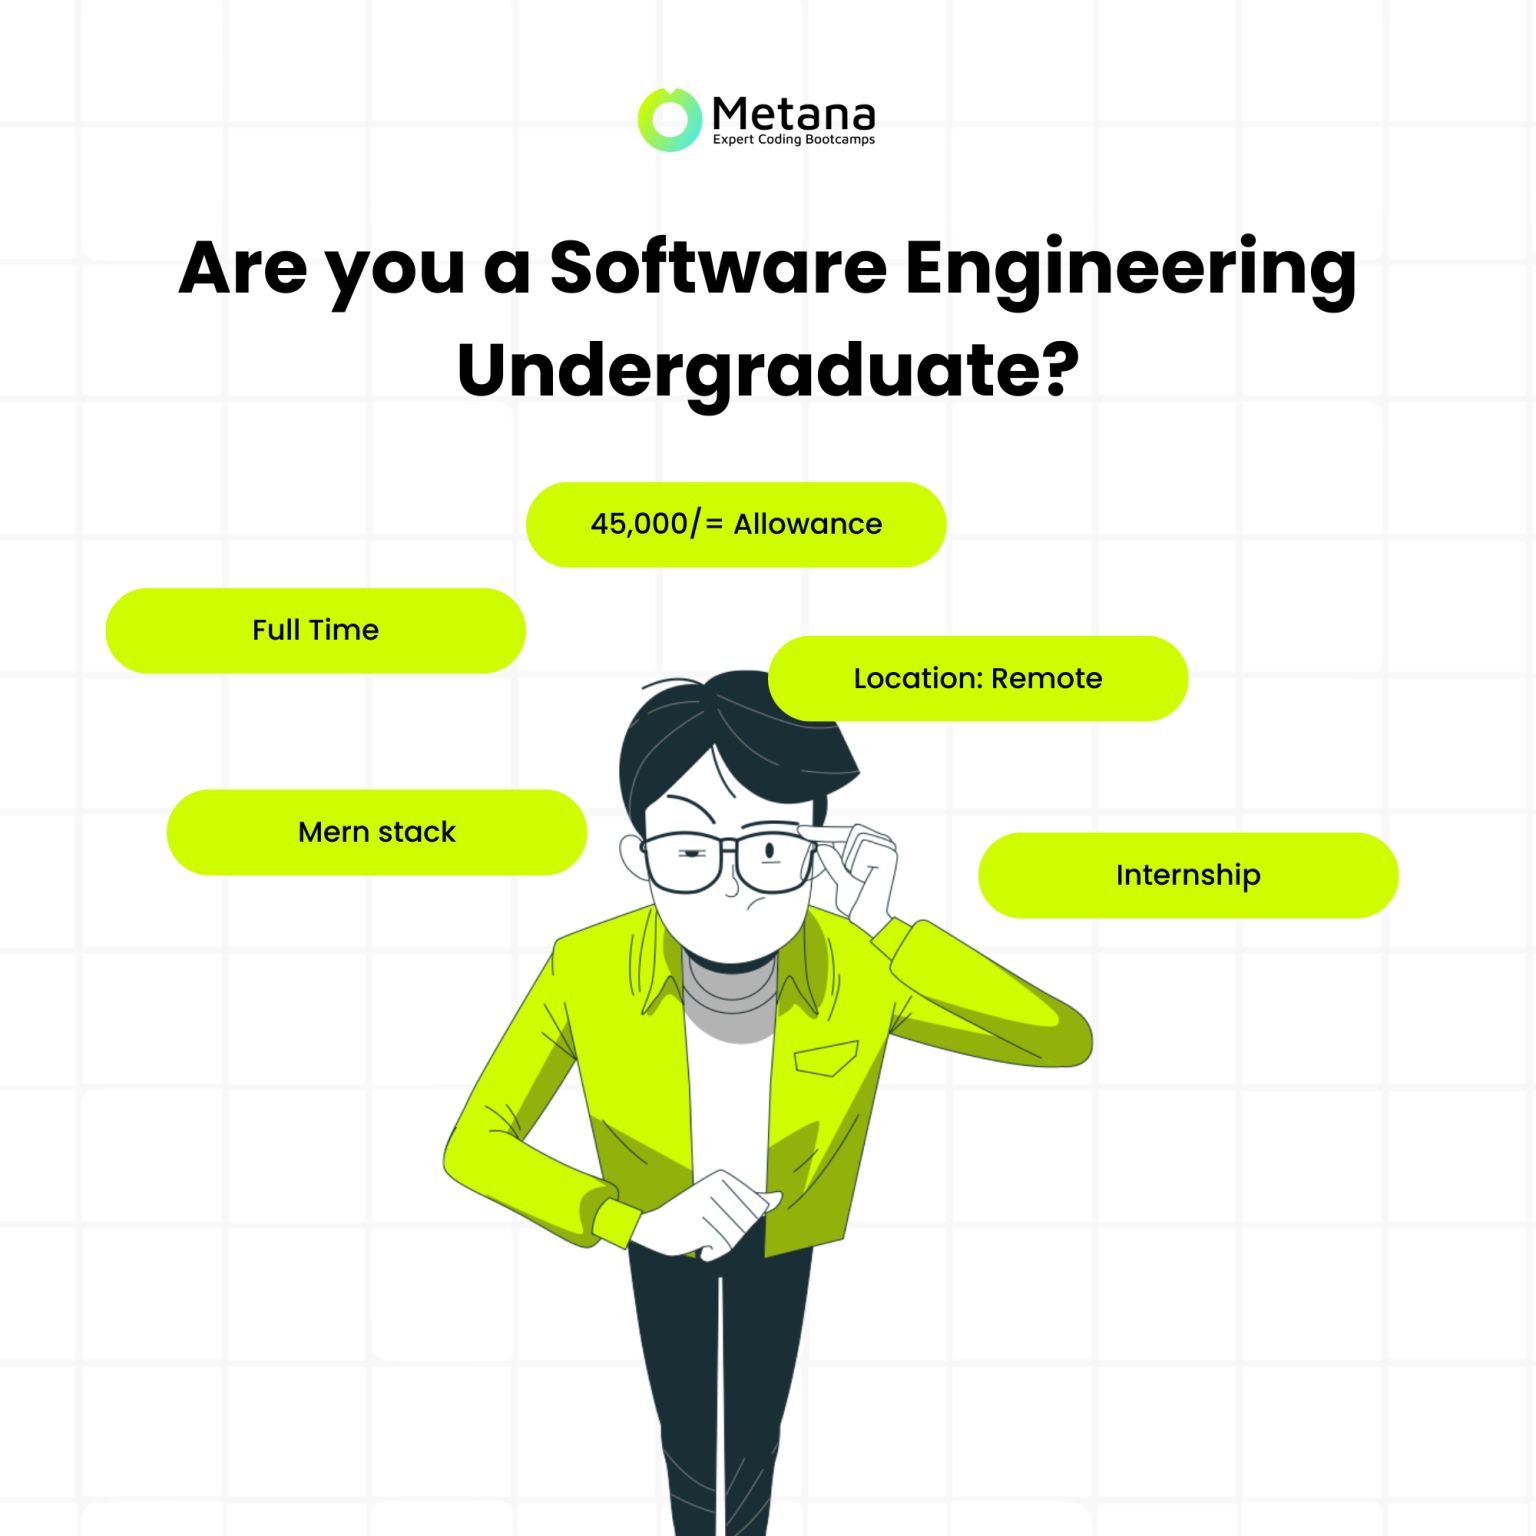 Metana
Expert Coding Bootcamps
Are you a Software Engineering
Undergraduate?
45,000/= Allowance
Full Time
Location: Remote
Mern stack
Internship